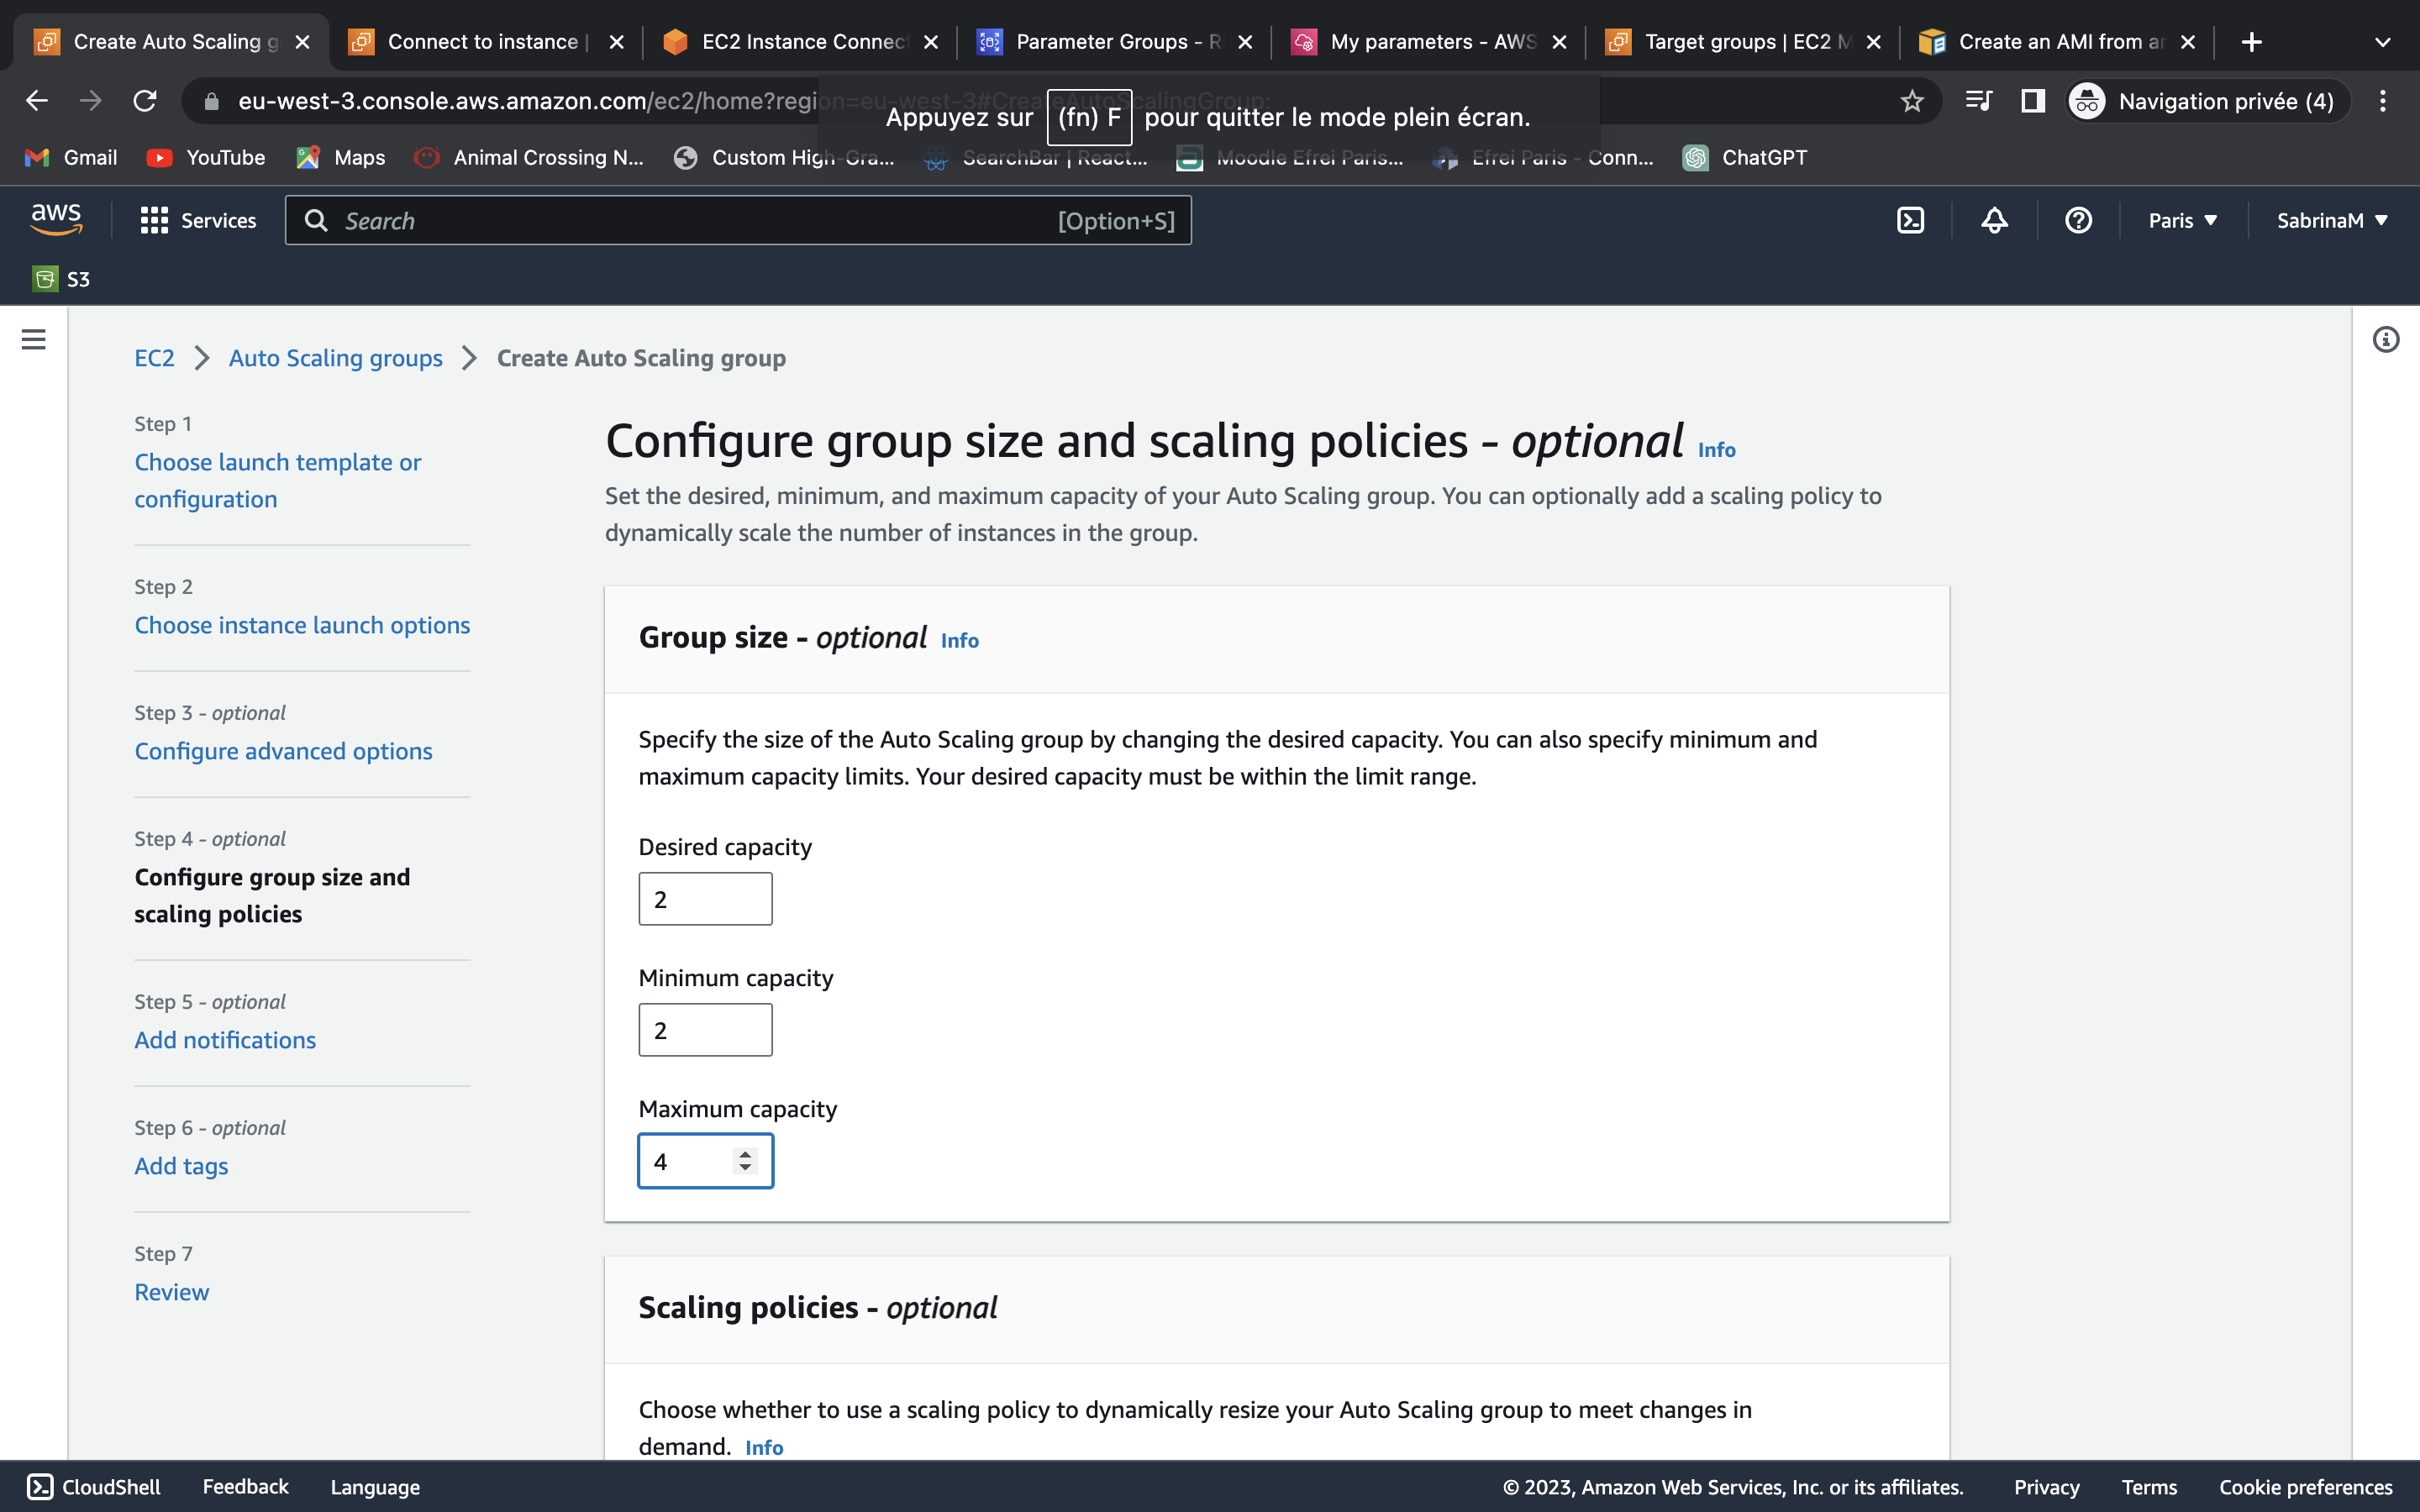 Create Auto Scaling g
Connect to instance |
EC2 Instance Connec
Parameter Groups - R
My parameters - AWS
Target groups | EC2 M
Create an AMI from ar
eu-west-3.console.aws.amazon.com/ec2/home?region=eu-west-3#CreateAutoScalingGroup:
Navigation privée (4)
Appuyez sur (fn) F pour quitter le mode plein écran.
Gmail
YouTube
Maps
Animal Crossing N...
Custom High-Gra...
SearchBar | React...
Moodle Efrei Paris...
Efrei Paris - Conn...
ChatGPT
aws
Services
Search
[Option+S]
Paris
SabrinaM
S3
EC2
Auto Scaling groups
Create Auto Scaling group
Step 1
Choose launch template or
configuration
Step 2
Choose instance launch options
Step 3 - optional
Configure advanced options
Step 4 - optional
Configure group size and
scaling policies
Step 5 - optional
Add notifications
Step 6 - optional
Add tags
Step 7
Review
Configure group size and scaling policies - optional Info
Set the desired, minimum, and maximum capacity of your Auto Scaling group. You can optionally add a scaling policy to
dynamically scale the number of instances in the group.
Group size - optional Info
Specify the size of the Auto Scaling group by changing the desired capacity. You can also specify minimum and
maximum capacity limits. Your desired capacity must be within the limit range.
Desired capacity
2
Minimum capacity
2
Maximum capacity
4
Scaling policies - optional
Choose whether to use a scaling policy to dynamically resize your Auto Scaling group to meet changes in
demand. Info
CloudShell
Feedback
Language
© 2023, Amazon Web Services, Inc. or its affiliates.
Privacy
Terms
Cookie preferences